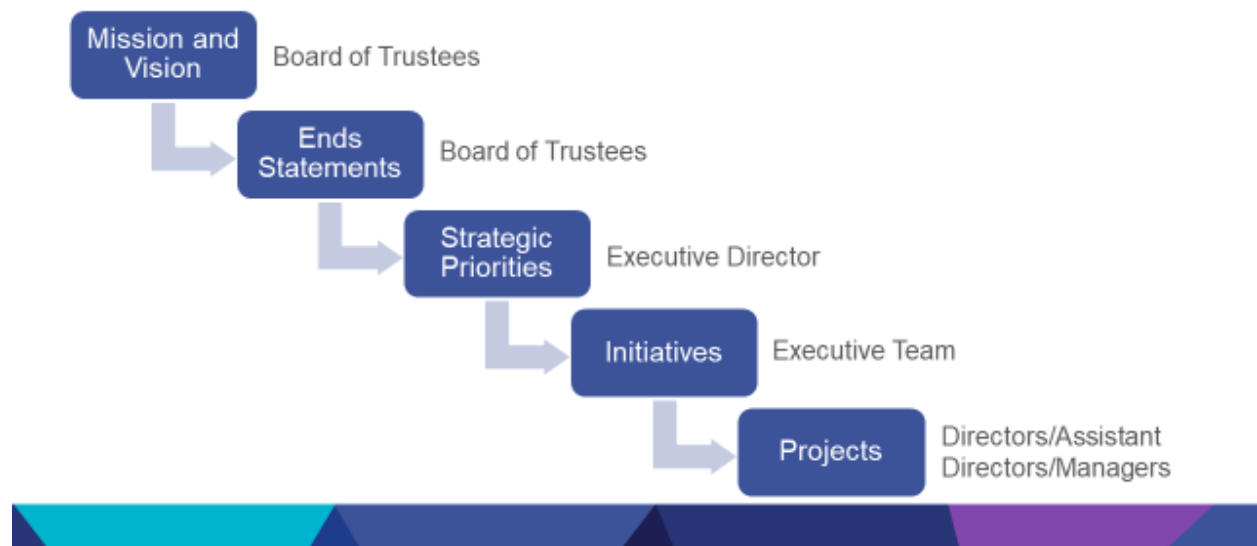 Mission and
Vision
Board of Trustees
Ends
Statements
Board of Trustees
Strategic
Priorities
Executive Director
Initiatives
Executive Team
Projects
Directors/Assistant
Directors/Managers